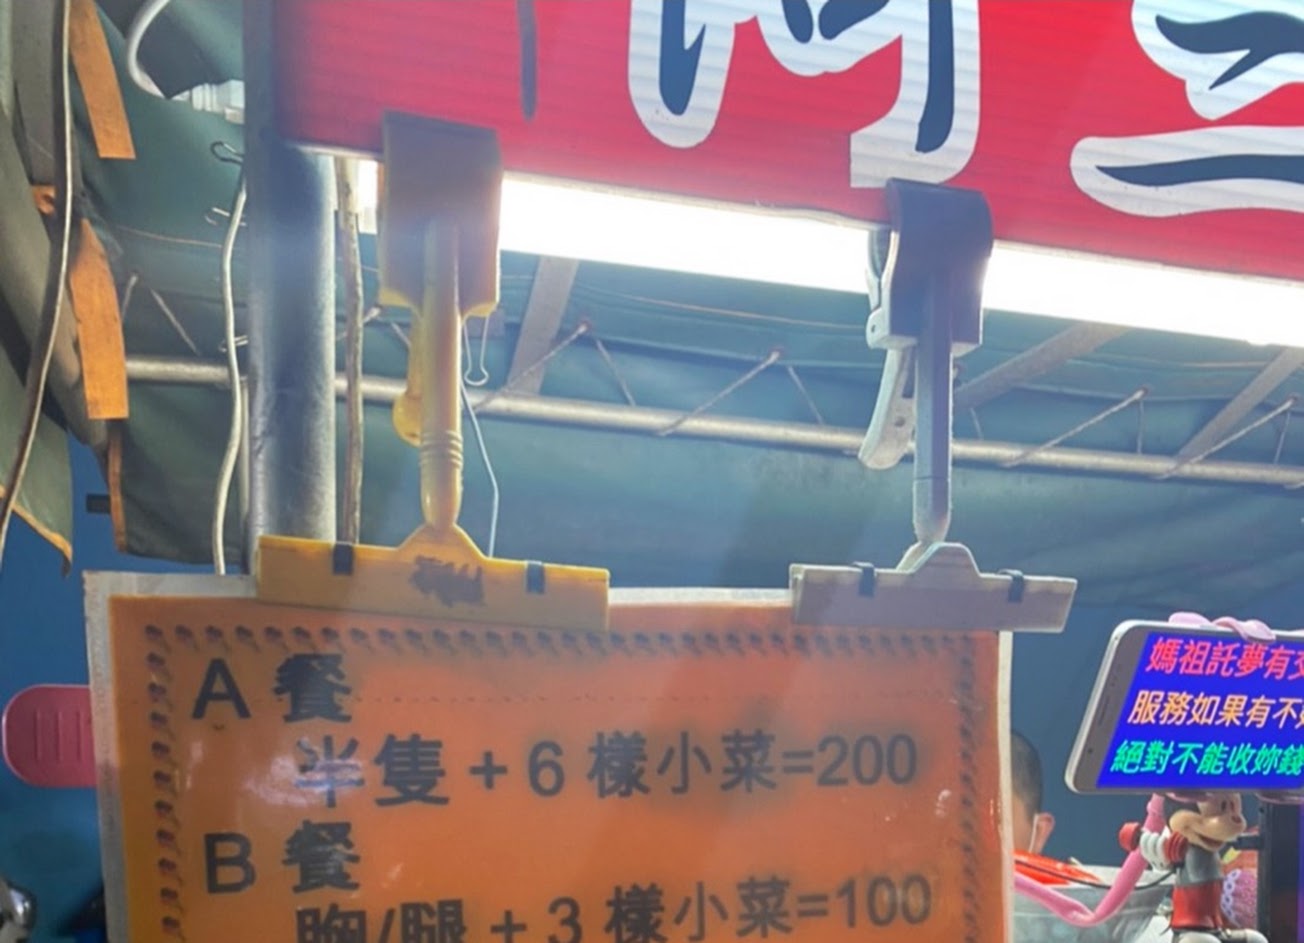 A 餐
半隻+6 樣小菜=200
B 餐
胸/腿+3 樣小菜=100
媽祖託夢有交
服務如果有不
絕對不能收妳錢